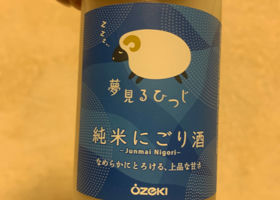 zzz...
夢見るひつじ
純米にごり酒
–Junmai Nigori–
なめらかにとろける、上品な甘さ
ŌZEKI